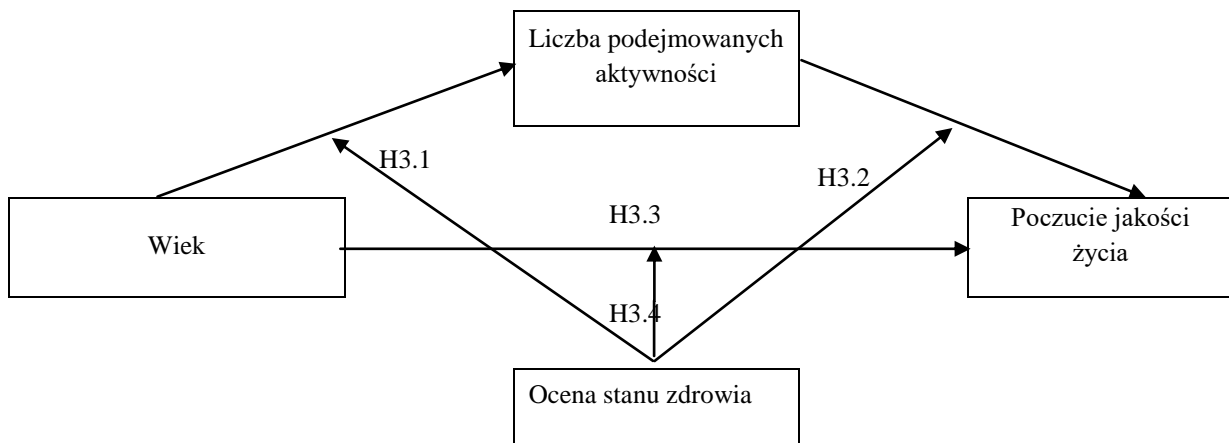 Liczba podejmowanych
aktywności
H3.1
H3.2
Wiek
H3.3
Poczucie jakości
życia
H3.4
Ocena stanu zdrowia